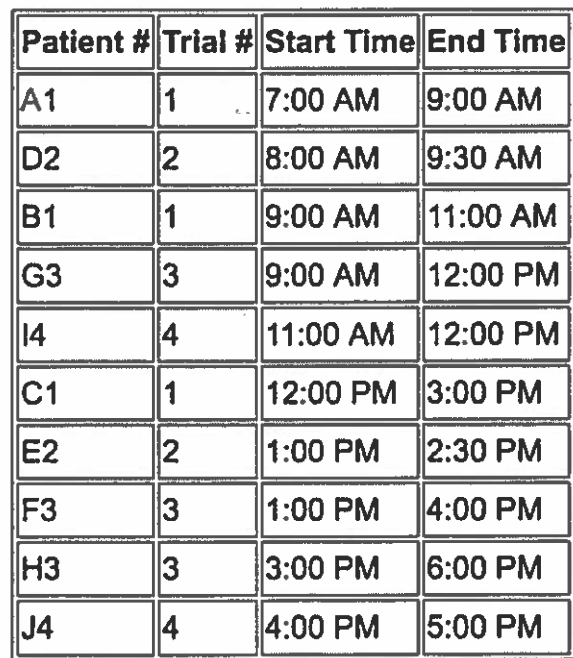 Patient # Trial # Start Time End Time
A1 1 7:00 AM 9:00 AM
D2 2 8:00 AM 9:30 AM
B1 1 9:00 AM 11:00 AM
G3 3 9:00 AM 12:00 PM
I4 4 11:00 AM 12:00 PM
C1 1 12:00 PM 3:00 PM
E2 2 1:00 PM 2:30 PM
F3 3 1:00 PM 4:00 PM
H3 3 3:00 PM 6:00 PM
J4 4 4:00 PM 5:00 PM